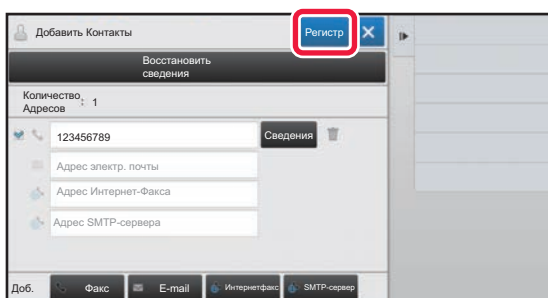 Добавить Контакты
Регистр
Восстановить
сведения
Количество
Адресов : 1
123456789
Сведения
Адрес электр. почты
Адрес Интернет-Факса
Адрес SMTP-сервера
Доб.
Факс
E-mail
Интернетфакс
SMTP-сервер